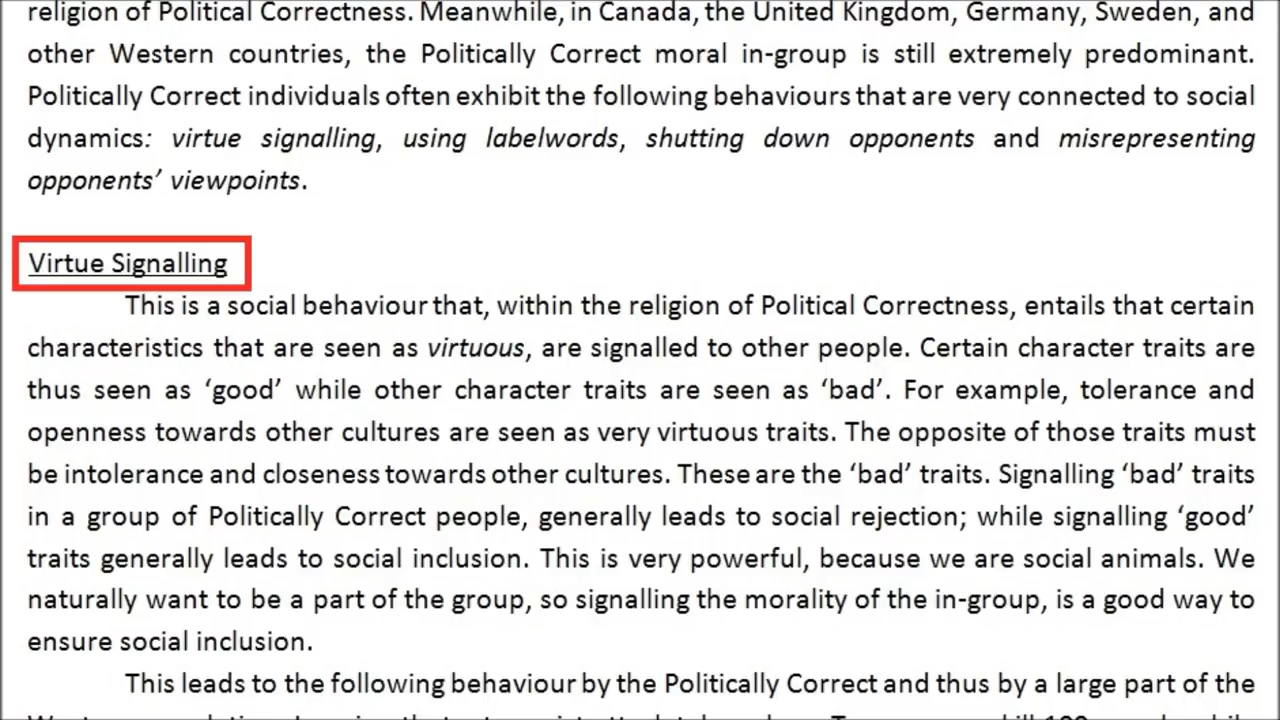 religion of Political Correctness. Meanwhile, in Canada, the United Kingdom, Germany, Sweden, and
other Western countries, the Politically Correct moral in-group is still extremely predominant.
Politically Correct individuals often exhibit the following behaviours that are very connected to social
dynamics: virtue signalling, using labelwords, shutting down opponents and misrepresenting
opponents’ viewpoints.
Virtue Signalling
This is a social behaviour that, within the religion of Political Correctness, entails that certain
characteristics that are seen as virtuous, are signalled to other people. Certain character traits are
thus seen as ‘good’ while other character traits are seen as ‘bad’. For example, tolerance and
openness towards other cultures are seen as very virtuous traits. The opposite of those traits must
be intolerance and closeness towards other cultures. These are the ‘bad’ traits. Signalling ‘bad’ traits
in a group of Politically Correct people, generally leads to social rejection; while signalling ‘good’
traits generally leads to social inclusion. This is very powerful, because we are social animals. We
naturally want to be a part of the group, so signalling the morality of the in-group, is a good way to
ensure social inclusion.
This leads to the following behaviour by the Politically Correct and thus by a large part of the